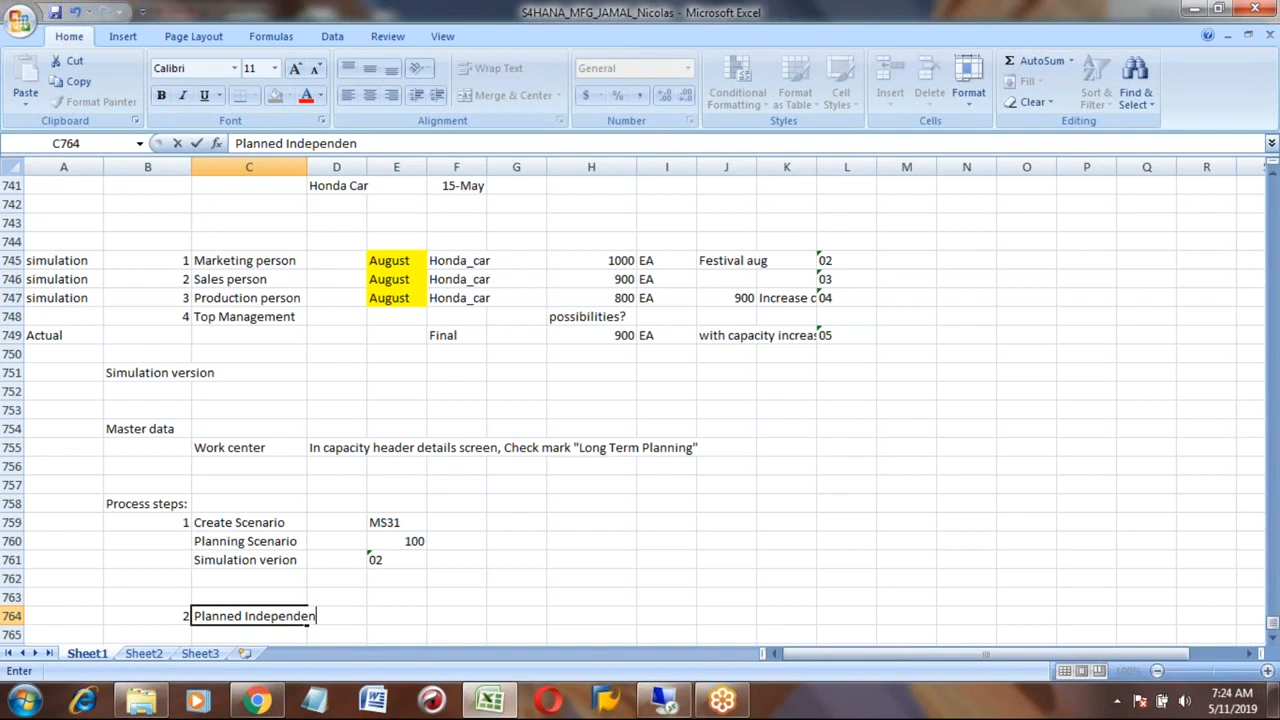 S4HANA_MFG_JAMAL_Nicolas - Microsoft Excel
Home Insert Page Layout Formulas Data Review View
Cut
Copy
Format Painter
Paste
Clipboard
Calibri 11
B I U
Font
Wrap Text
Merge & Center
Alignment
General
$ % ,
Number
Conditional Formatting
Format as Table
Cell Styles
Styles
Insert Delete Format
Cells
AutoSum
Fill
Clear
Sort & Filter
Find & Select
Editing
C764 fx Planned Independen
A B C D E F G H I J K L M N O P Q R
741 Honda Car 15-May
742
743
744
745 simulation 1 Marketing person August Honda_car 1000 EA Festival aug 02
746 simulation 2 Sales person August Honda_car 900 EA 03
747 simulation 3 Production person August Honda_car 800 EA 900 Increase c 04
748 4 Top Management possibilities?
749 Actual Final 900 EA with capacity increas 05
750
751 Simulation version
752
753
754 Master data
755 Work center In capacity header details screen, Check mark "Long Term Planning"
756
757
758 Process steps:
759 1 Create Scenario MS31
760 Planning Scenario 100
761 Simulation verion 02
762
763
764 2 Planned Independen
765
Sheet1 Sheet2 Sheet3
Enter 100%
7:24 AM
5/11/2019